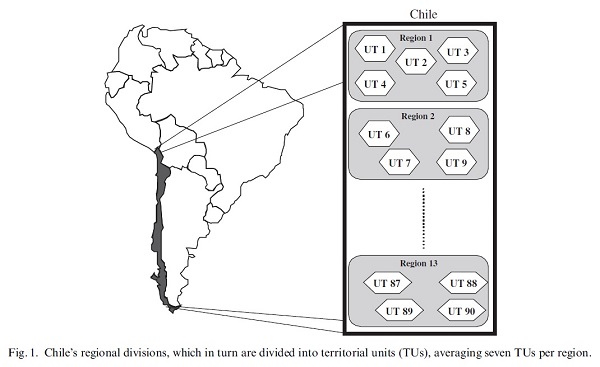 Chile
Region 1
UT 1
UT 2
UT 3
UT 4
UT 5
Region 2
UT 6
UT 8
UT 7
UT 9
Region 13
UT 87
UT 88
UT 89
UT 90
Fig. 1. Chile's regional divisions, which in turn are divided into territorial units (TUs), averaging seven TUs per region.